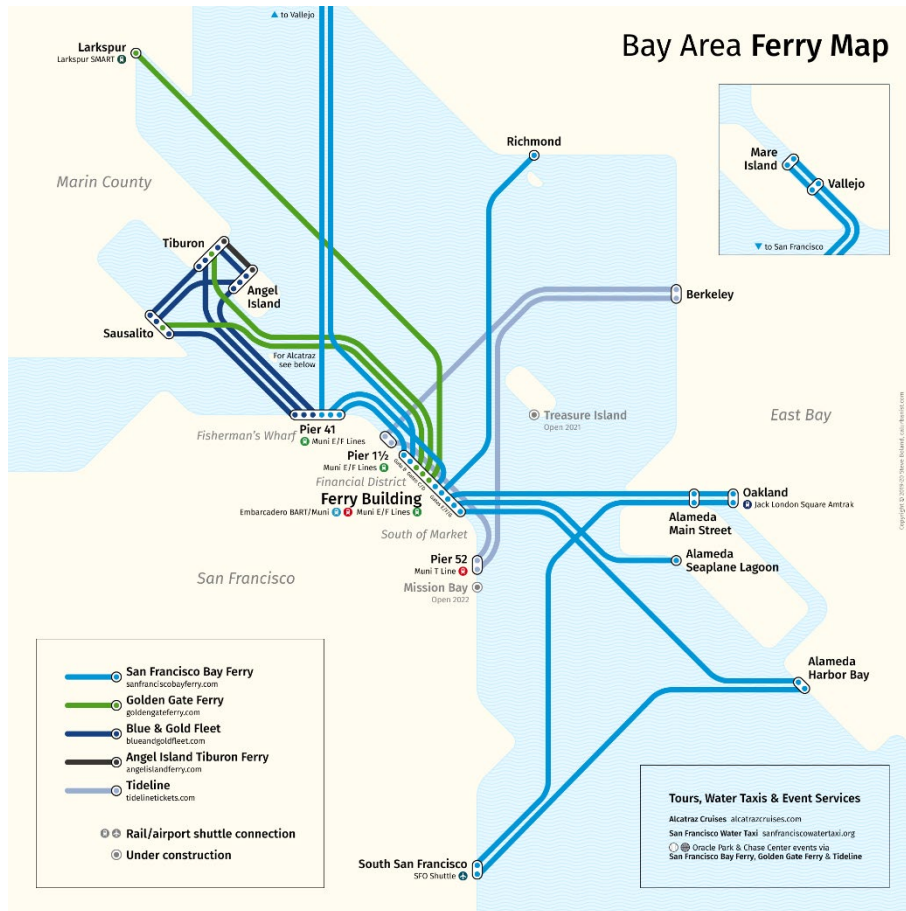 Bay Area Ferry Map
to Vallejo
Larkspur
Larkspur SMART
Richmond
Mare
Island
Vallejo
to San Francisco
Marin County
Tiburon
Angel
Island
Sausalito
Berkeley
For Alcatraz
see below
Treasure Island
Open 2021
East Bay
Fisherman's Wharf
Pier 41
Muni E/F Lines
Pier 1½
Muni E/F Lines
Financial District
Ferry Building
Embarcadero BART/Muni Muni E/F Lines
South of Market
Oakland
Jack London Square Amtrak
Alameda
Main Street
Alameda
Seaplane Lagoon
Pier 52
Muni T Line
Mission Bay
Open 2022
San Francisco
Alameda
Harbor Bay
San Francisco Bay Ferry
sanfranciscobayferry.com
Golden Gate Ferry
goldengateferry.com
Blue & Gold Fleet
blueandgoldfleet.com
Angel Island Tiburon Ferry
angelislandferry.com
Tideline
tidelinetickets.com
Rail/airport shuttle connection
Under construction
South San Francisco
SFO Shuttle
Tours, Water Taxis & Event Services
Alcatraz Cruises alcatrazcruises.com
San Francisco Water Taxi sanfranciscowatertaxi.org
Oracle Park & Chase Center events via
San Francisco Bay Ferry, Golden Gate Ferry & Tideline